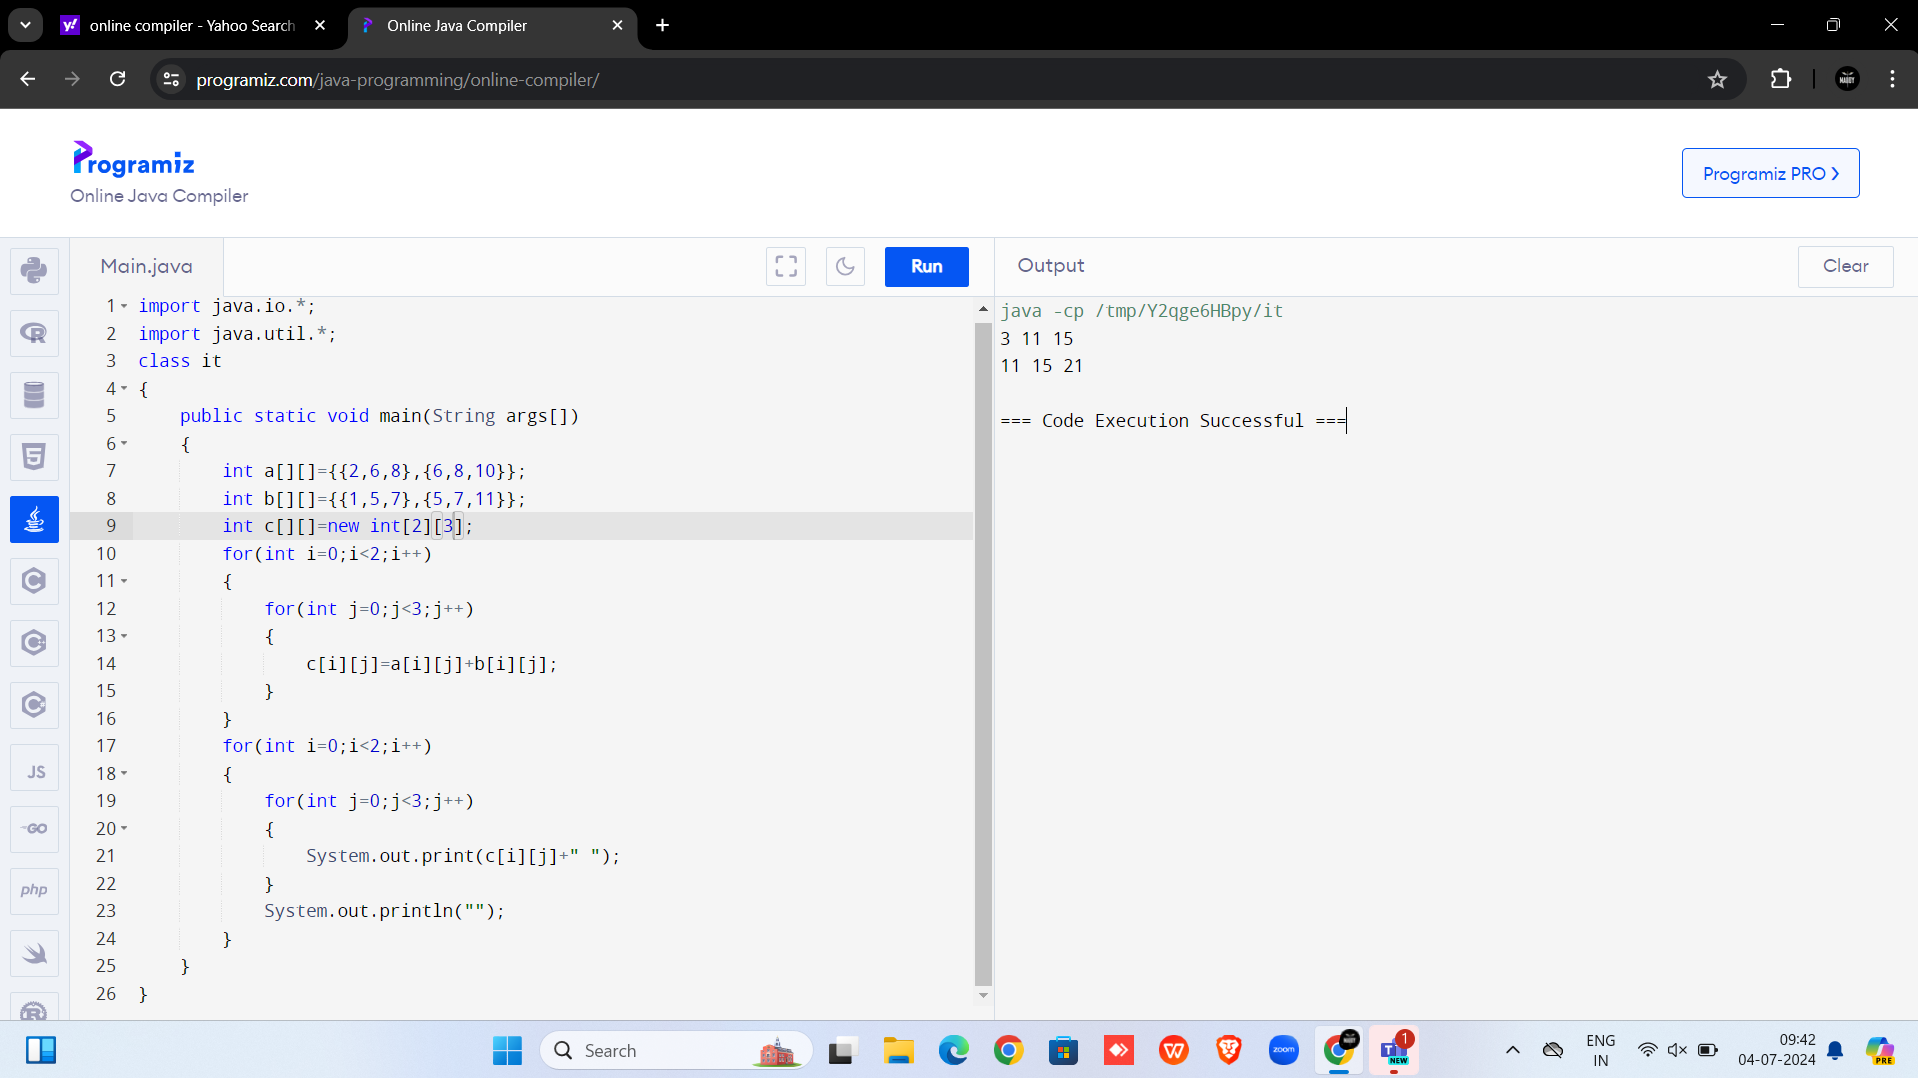 online compiler - Yahoo Search
Online Java Compiler
programiz.com/java-programming/online-compiler/
Programiz
Online Java Compiler
Programiz PRO
Main.java
Run
Output
Clear
1 import java.io.*;
2 import java.util.*;
3 class it
4 {
5 public static void main(String args[])
6 {
7 int a[][]={{2,6,8},{6,8,10}};
8 int b[][]={{1,5,7},{5,7,11}};
9 int c[][]=new int[2][3];
10 for(int i=0;i<2;i++)
11 {
12 for(int j=0;j<3;j++)
13 {
14 c[i][j]=a[i][j]+b[i][j];
15 }
16 }
17 for(int i=0;i<2;i++)
18 {
19 for(int j=0;j<3;j++)
20 {
21 System.out.print(c[i][j]+" ");
22 }
23 System.out.println("");
24 }
25 }
26 }
java -cp /tmp/Y2qge6HBpy/it
3 11 15
11 15 21
=== Code Execution Successful ===
JS
GO
php
Search
zoom
1
NEW
ENG
IN
09:42
04-07-2024
PRE